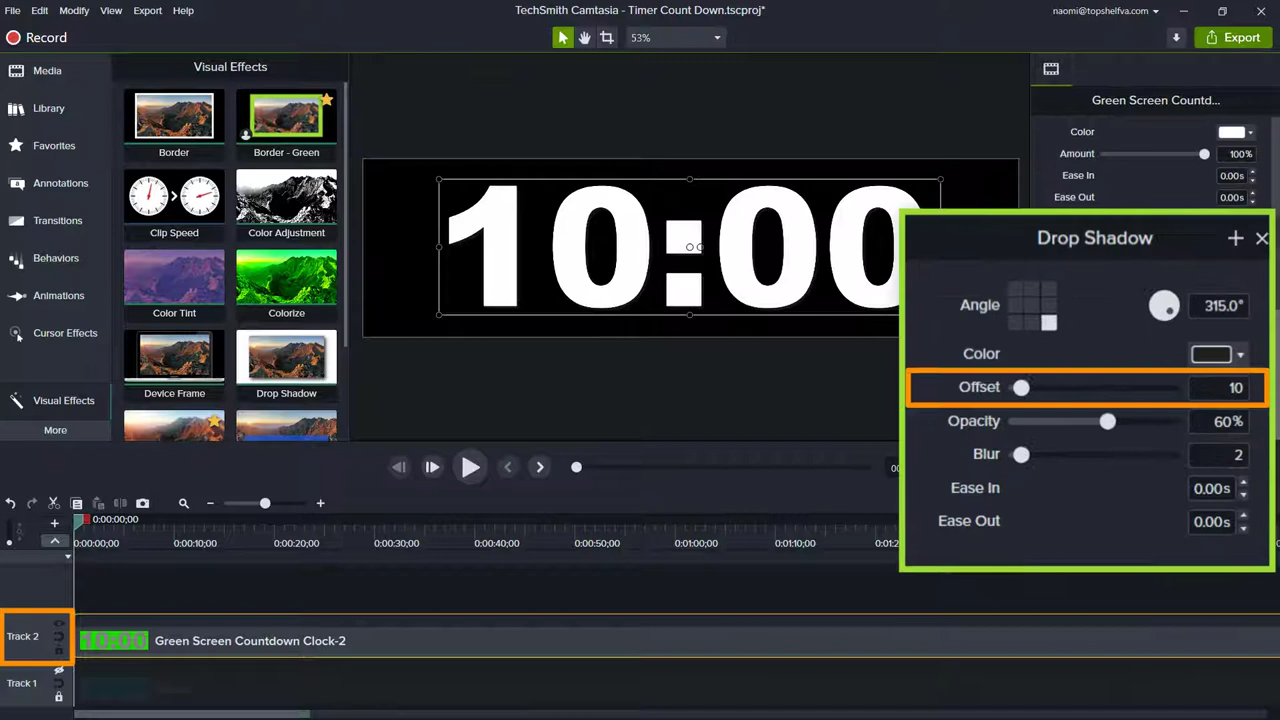 File Edit Modify View Export Help
TechSmith Camtasia - Timer Count Down.tscproj*
naomi@topshelfva.com
Record
53%
Export
Media
Library
Favorites
Annotations
Transitions
Behaviors
Animations
Cursor Effects
Visual Effects
More
Visual Effects
Border
Border - Green
Clip Speed
Color Adjustment
Color Tint
Colorize
Device Frame
Drop Shadow
10:00
Green Screen Countd...
Color
Amount 100%
Ease In 0.00s
Ease Out 0.00s
Drop Shadow
Angle 315.0°
Color
Offset 10
Opacity 60%
Blur 2
Ease In 0.00s
Ease Out 0.00s
0:00:00;00
0:00:00;00 0:00:10;00 0:00:20;00 0:00:30;00 0:00:40;00 0:00:50;00 0:01:00;00 0:01:10;00
Track 2
10:00
Green Screen Countdown Clock-2
Track 1